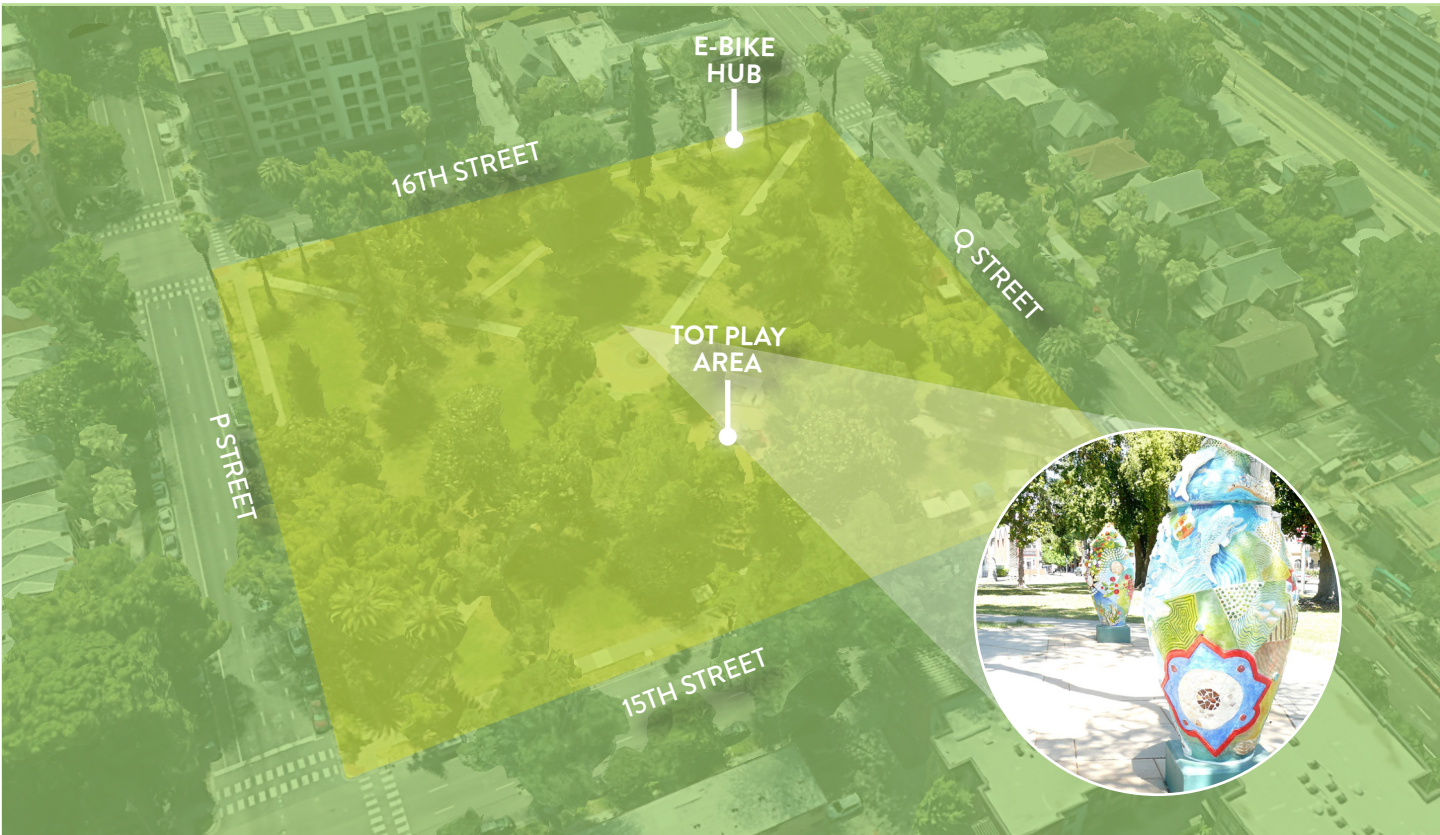 E-BIKE
HUB
16TH STREET
Q STREET
TOT PLAY
AREA
P STREET
15TH STREET